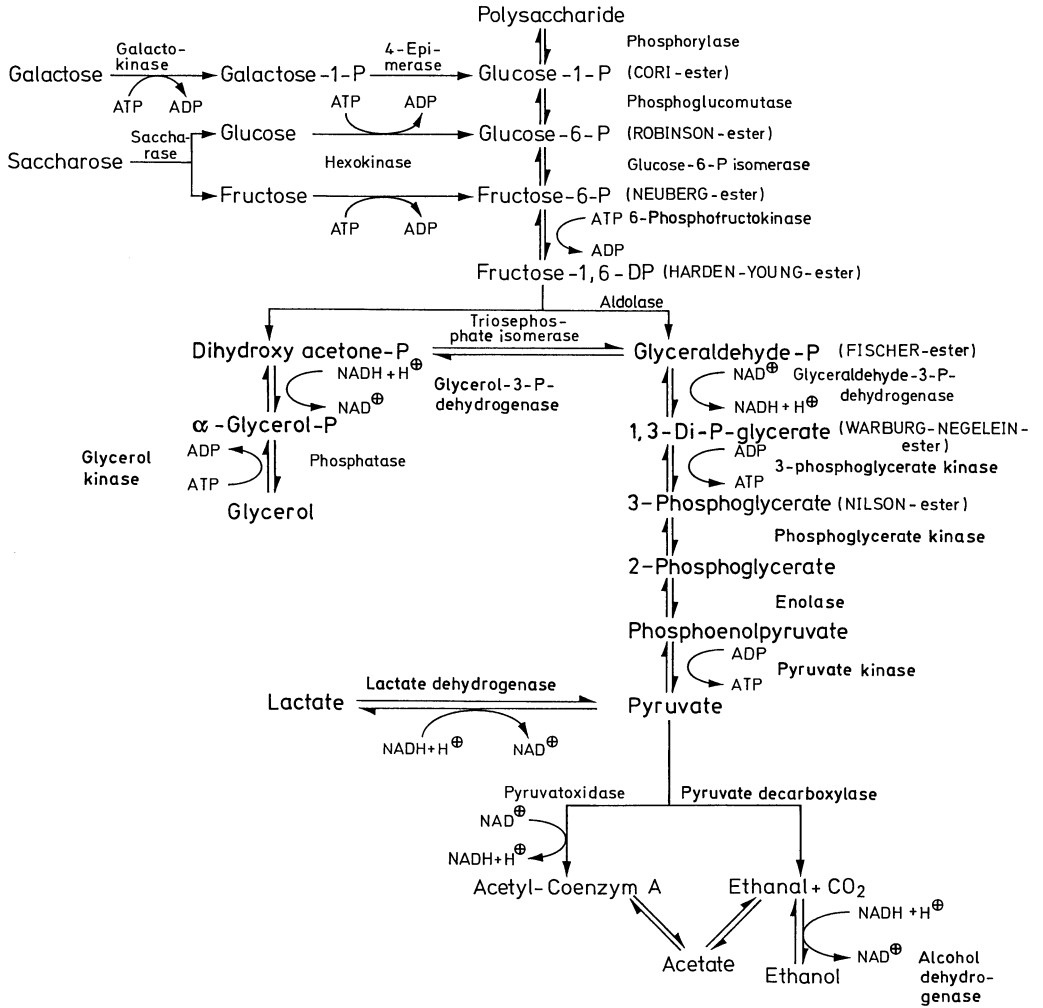 Polysaccharide
Phosphorylase
Galacto-
kinase
4-Epi-
merase
Galactose
Galactose-1-P
Glucose-1-P
(CORI-ester)
ATP
ADP
ATP
ADP
Phosphoglucomutase
Saccha-
rase
Glucose
Glucose-6-P
(ROBINSON-ester)
Saccharose
Hexokinase
Glucose-6-P isomerase
Fructose
Fructose-6-P
(NEUBERG-ester)
ATP
ADP
ATP
6-Phosphofructokinase
ADP
Fructose-1,6-DP
(HARDEN-YOUNG-ester)
Aldolase
Triosephos-
phate isomerase
Dihydroxy acetone-P
Glyceraldehyde-P
(FISCHER-ester)
NADH+H⊕
NAD⊕
Glycerol-3-P-
dehydrogenase
NAD⊕
NADH+H⊕
Glyceraldehyde-3-P-
dehydrogenase
α-Glycerol-P
1,3-Di-P-glycerate
(WARBURG-NEGELEIN-
ester)
Glycerol
kinase
ADP
ATP
Phosphatase
ADP
ATP
3-phosphoglycerate kinase
Glycerol
3-Phosphoglycerate
(NILSON-ester)
Phosphoglycerate kinase
2-Phosphoglycerate
Enolase
Phosphoenolpyruvate
ADP
ATP
Pyruvate kinase
Lactate dehydrogenase
Lactate
Pyruvate
NADH+H⊕
NAD⊕
Pyruvatoxidase
Pyruvate decarboxylase
NAD⊕
NADH+H⊕
Acetyl-Coenzym A
Ethanal + CO₂
NADH+H⊕
NAD⊕
Acetate
Ethanol
Alcohol
dehydro-
genase